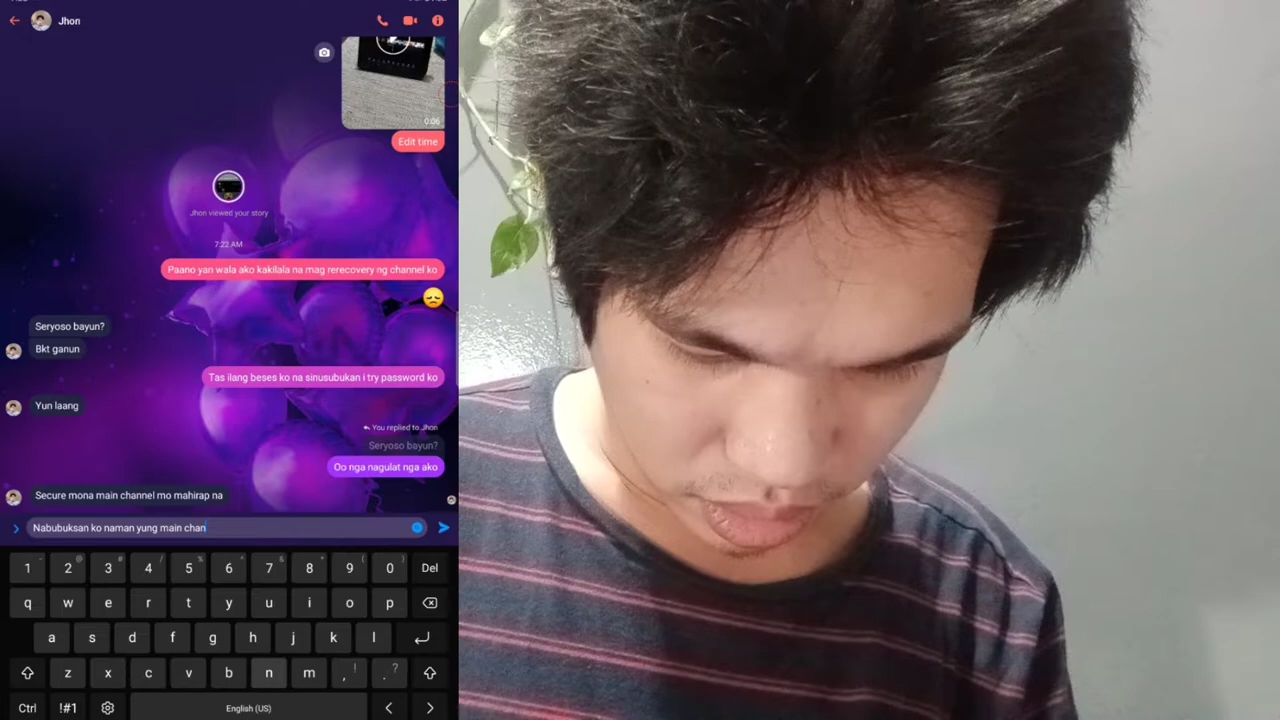 Jhon
0:06
Edit time
Jhon viewed your story
7:22 AM
Paano yan wala ako kakilala na mag rerecovery ng channel ko
Seryoso bayun?
Bkt ganun
Tas ilang beses ko na sinusubukan i try password ko
Yun laang
You replied to Jhon
Seryoso bayun?
Oo nga nagulat nga ako
Secure mona main channel mo mahirap na
Nabubuksan ko naman yung main chan
1 2 3 4 5 6 7 8 9 0 Del
q w e r t y u i o p
a s d f g h j k l
z x c v b n m , ! . ?
Ctrl !#1 English (US) < >